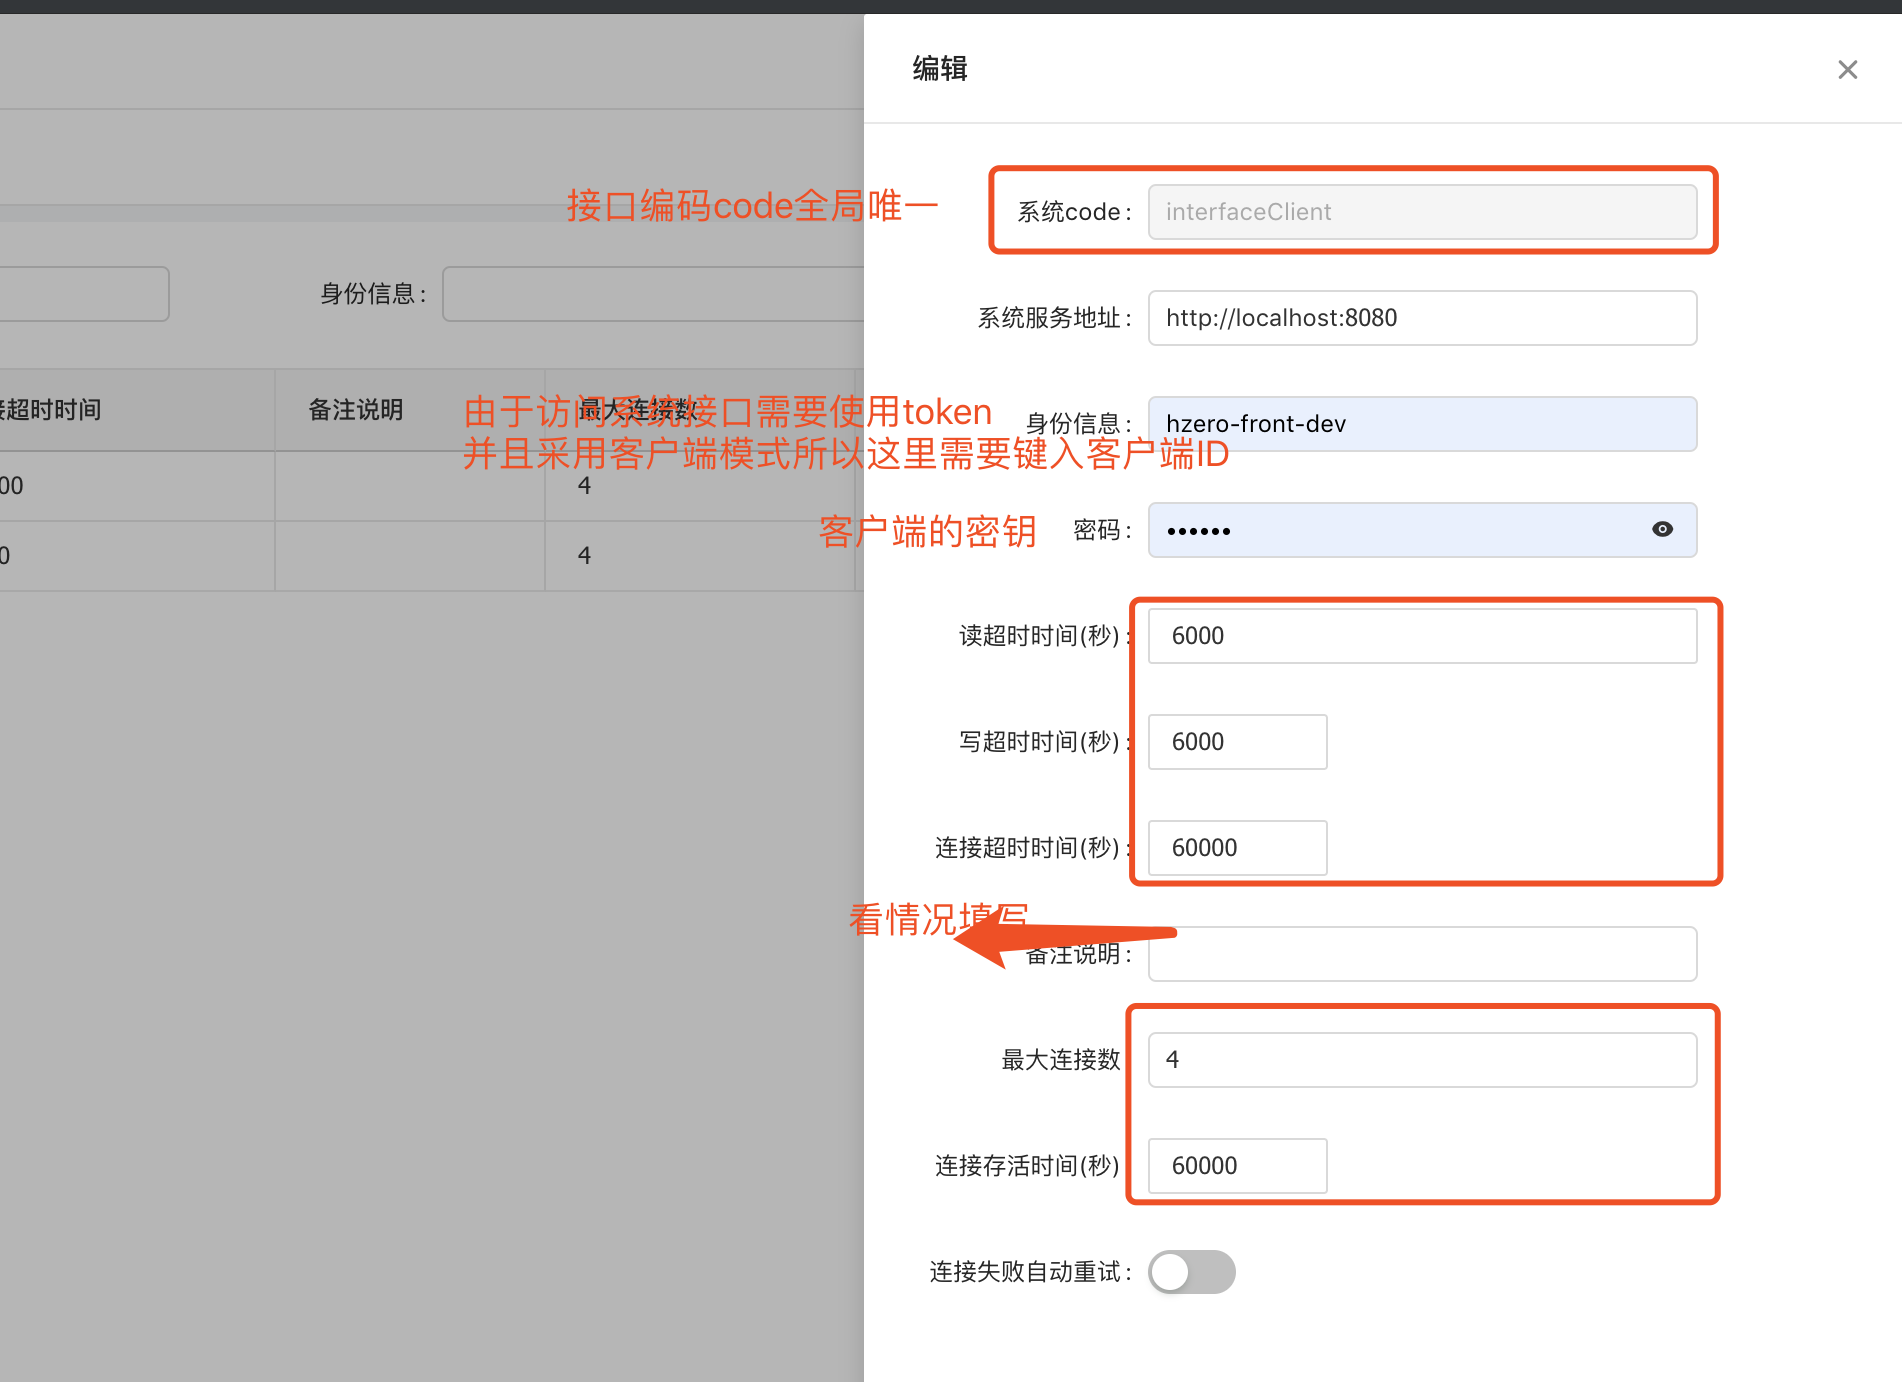 编辑
接口编码code全局唯一
系统code:
interfaceClient
身份信息:
系统服务地址:
http://localhost:8080
超时时间
备注说明
最大连接数
由于访问系统接口需要使用token
并且采用客户端模式所以这里需要键入客户端ID
身份信息:
hzero-front-dev
00
4
客户端的密钥
密码:
••••••
0
4
读超时时间(秒):
6000
写超时时间(秒):
6000
连接超时时间(秒):
60000
看情况填写
备注说明:
最大连接数
4
连接存活时间(秒)
60000
连接失败自动重试: